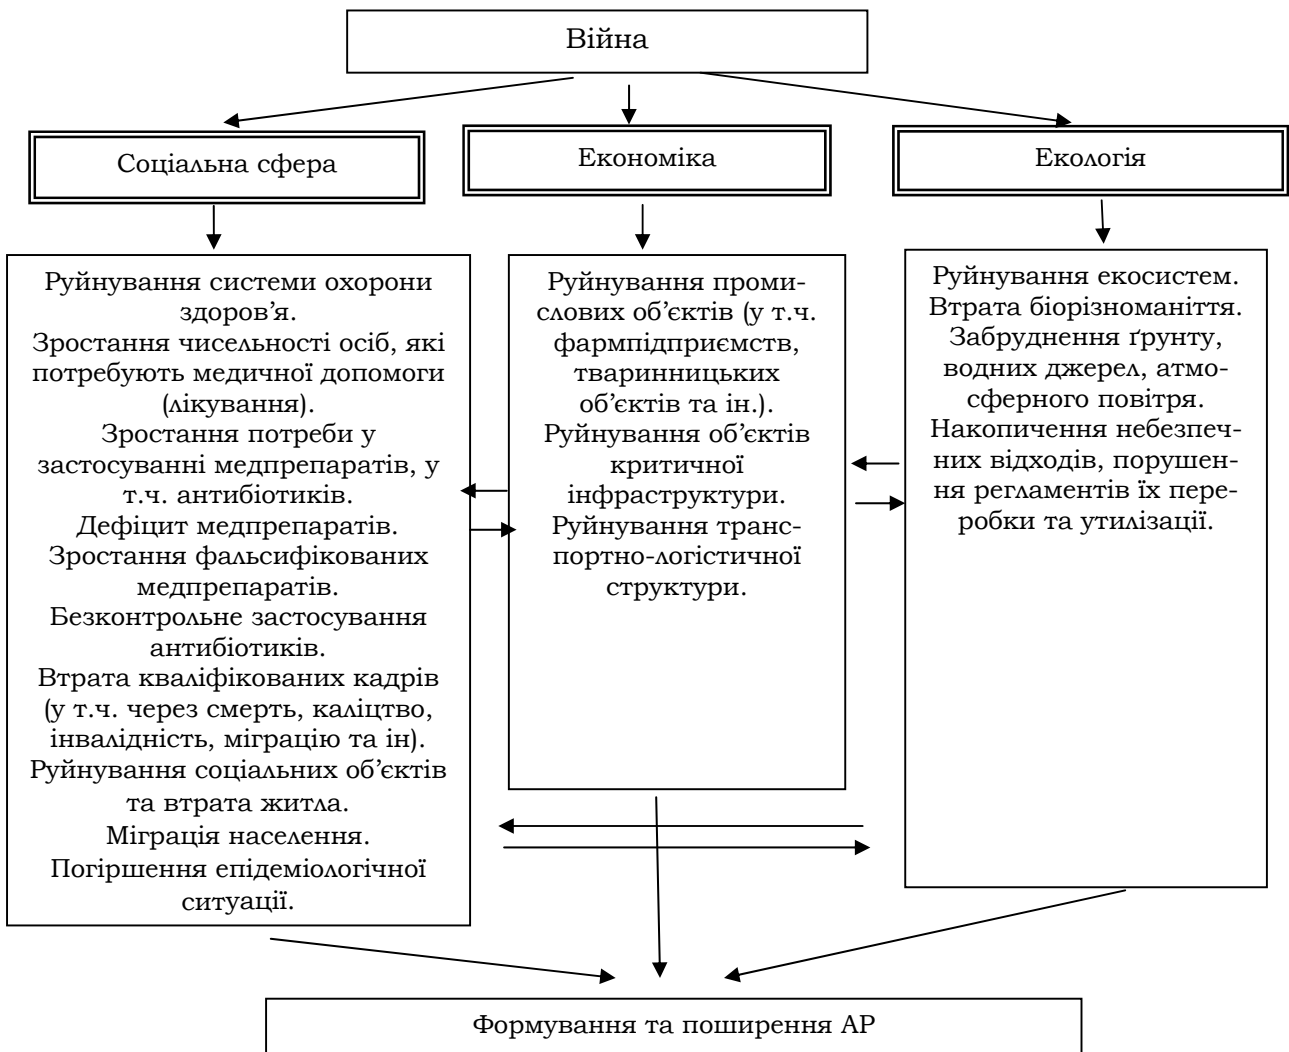 Війна
Соціальна сфера
Економіка
Екологія
Руйнування системи охорони
здоров’я.
Зростання чисельності осіб, які
потребують медичної допомоги
(лікування).
Зростання потреби у
застосуванні медпрепаратів, у
т.ч. антибіотиків.
Дефіцит медпрепаратів.
Зростання фальсифікованих
медпрепаратів.
Безконтрольне застосування
антибіотиків.
Втрата кваліфікованих кадрів
(у т.ч. через смерть, каліцтво,
інвалідність, міграцію та ін).
Руйнування соціальних об’єктів
та втрата житла.
Міграція населення.
Погіршення епідеміологічної
ситуації.
Руйнування проми-
слових об’єктів (у т.ч.
фармпідприємств,
тваринницьких
об’єктів та ін.).
Руйнування об’єктів
критичної
інфраструктури.
Руйнування транс-
портно-логістичної
структури.
Руйнування екосистем.
Втрата біорізноманіття.
Забруднення ґрунту,
водних джерел, атмо-
сферного повітря.
Накопичення небезпеч-
них відходів, порушен-
ня регламентів їх пере-
робки та утилізації.
Формування та поширення АР